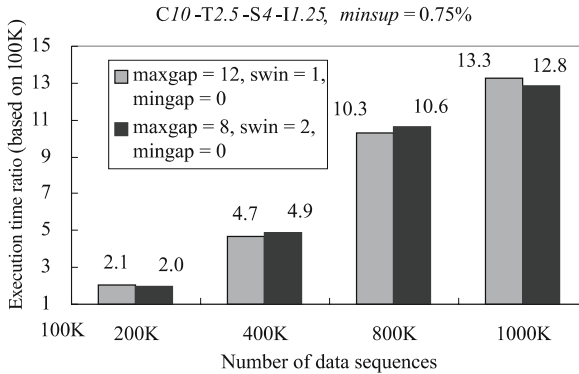 C10-T2.5-S4-I1.25, minsup = 0.75%
Execution time ratio (based on 100K)
15
13
11
9
7
5
3
1
maxgap = 12, swin = 1,
mingap = 0
maxgap = 8, swin = 2,
mingap = 0
2.1 2.0
4.7 4.9
10.3 10.6
13.3 12.8
100K 200K 400K 800K 1000K
Number of data sequences